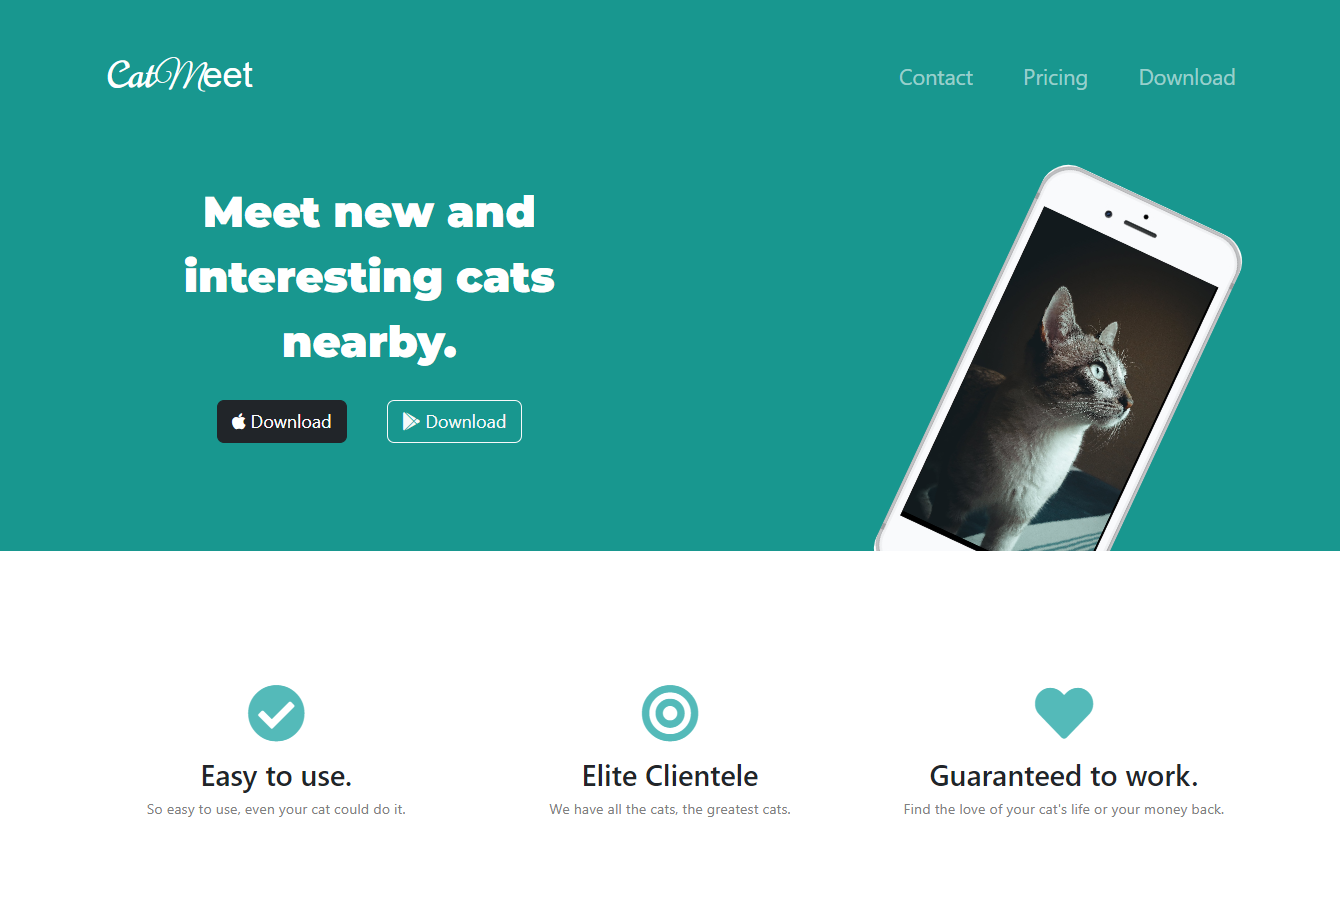 CatMeet
Contact Pricing Download
Meet new and
interesting cats
nearby.
Download Download
Easy to use. Elite Clientele Guaranteed to work.
So easy to use, even your cat could do it. We have all the cats, the greatest cats. Find the love of your cat's life or your money back.